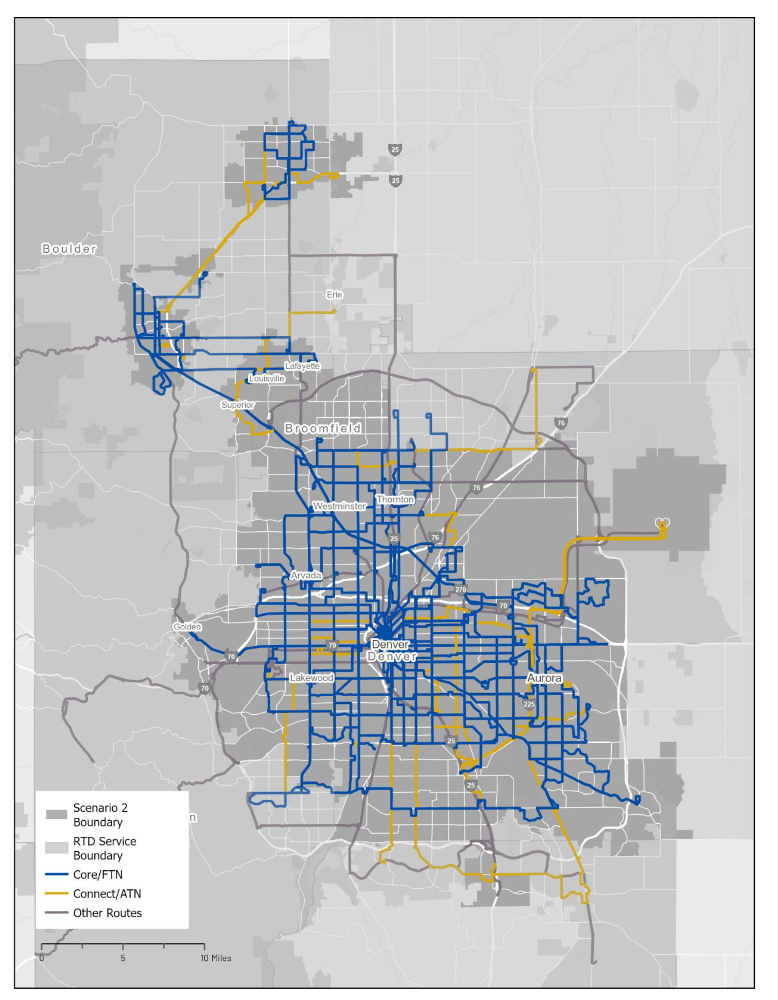 25
25
Boulder
Erie
Lafayette
Louisville
Superior
Broomfield
76
76
Thornton
Westminster
25
76
Arvada
270
70
Golden
70
Denver
Denver
70
Lakewood
Aurora
70
225
25
25
n
Scenario 2
Boundary
RTD Service
Boundary
Core/FTN
Connect/ATN
Other Routes
0 5 10 Miles